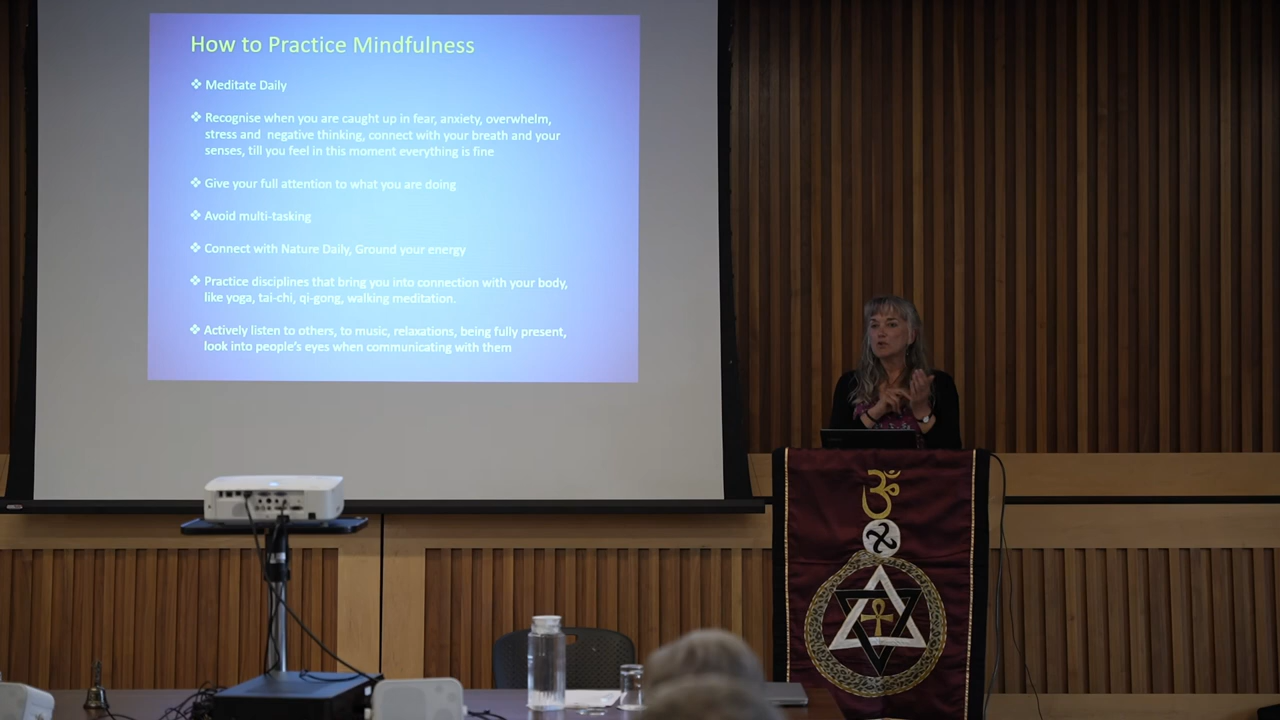 How to Practice Mindfulness
❖ Meditate Daily
❖ Recognise when you are caught up in fear, anxiety, overwhelm,
stress and negative thinking, connect with your breath and your
senses, till you feel in this moment everything is fine
❖ Give your full attention to what you are doing
❖ Avoid multi-tasking
❖ Connect with Nature Daily, Ground your energy
❖ Practice disciplines that bring you into connection with your body,
like yoga, tai-chi, qi-gong, walking meditation.
❖ Actively listen to others, to music, relaxations, being fully present,
look into people's eyes when communicating with them
ॐ